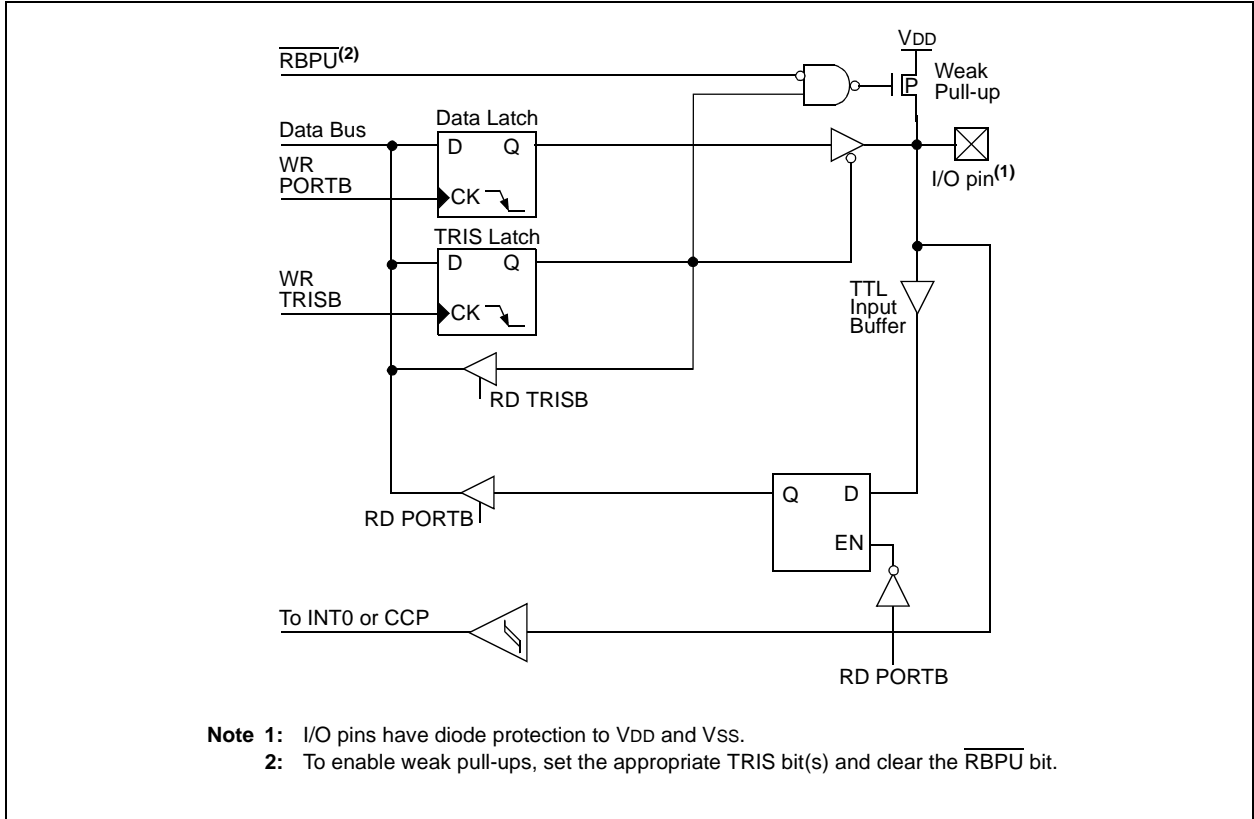 VDD
RBPU(2)
Weak
Pull-up
P
Data Latch
Data Bus
D Q
WR
PORTB
CK
I/O pin(1)
TRIS Latch
D Q
WR
TRISB
CK
TTL
Input
Buffer
RD TRISB
Q D
RD PORTB
EN
To INT0 or CCP
RD PORTB
Note 1: I/O pins have diode protection to VDD and VSS.
2: To enable weak pull-ups, set the appropriate TRIS bit(s) and clear the RBPU bit.